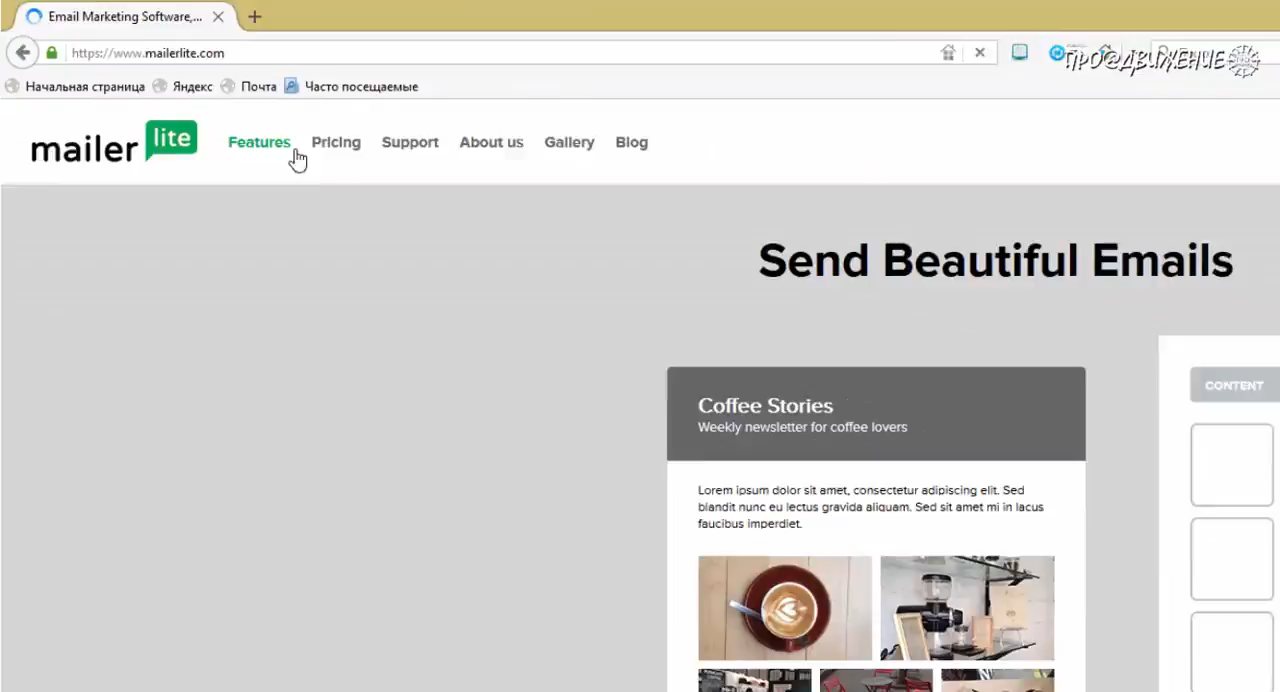 Email Marketing Software,...
https://www.mailerlite.com
ПРО@ДВИЖЕНИЕ
Начальная страница
Яндекс
Почта
Часто посещаемые
mailer lite
Features
Pricing
Support
About us
Gallery
Blog
Send Beautiful Emails
Coffee Stories
Weekly newsletter for coffee lovers
CONTENT
Lorem ipsum dolor sit amet, consectetur adipiscing elit. Sed
blandit nunc eu lectus gravida aliquam. Sed sit amet mi in lacus
faucibus imperdiet.